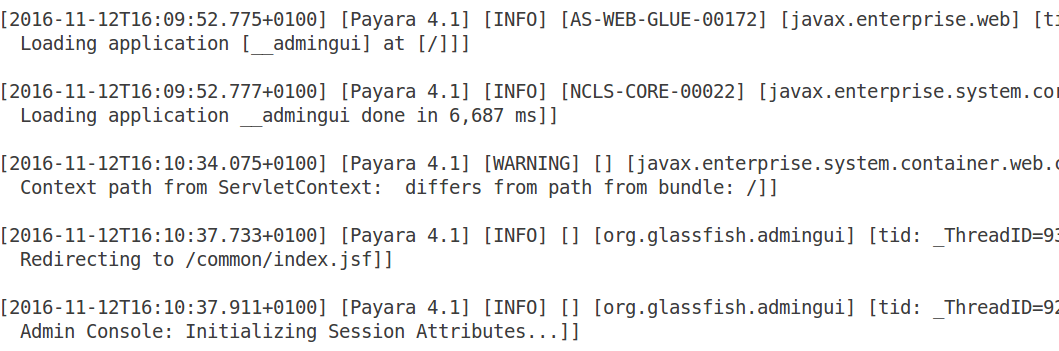 [2016-11-12T16:09:52.775+0100] [Payara 4.1] [INFO] [AS-WEB-GLUE-00172] [javax.enterprise.web] [ti
Loading application [__admingui] at [/]]]
[2016-11-12T16:09:52.777+0100] [Payara 4.1] [INFO] [NCLS-CORE-00022] [javax.enterprise.system.cor
Loading application __admingui done in 6,687 ms]]
[2016-11-12T16:10:34.075+0100] [Payara 4.1] [WARNING] [] [javax.enterprise.system.container.web.c
Context path from ServletContext:  differs from path from bundle: /]]
[2016-11-12T16:10:37.733+0100] [Payara 4.1] [INFO] [] [org.glassfish.admingui] [tid: _ThreadID=93
Redirecting to /common/index.jsf]]
[2016-11-12T16:10:37.911+0100] [Payara 4.1] [INFO] [] [org.glassfish.admingui] [tid: _ThreadID=92
Admin Console: Initializing Session Attributes...]]